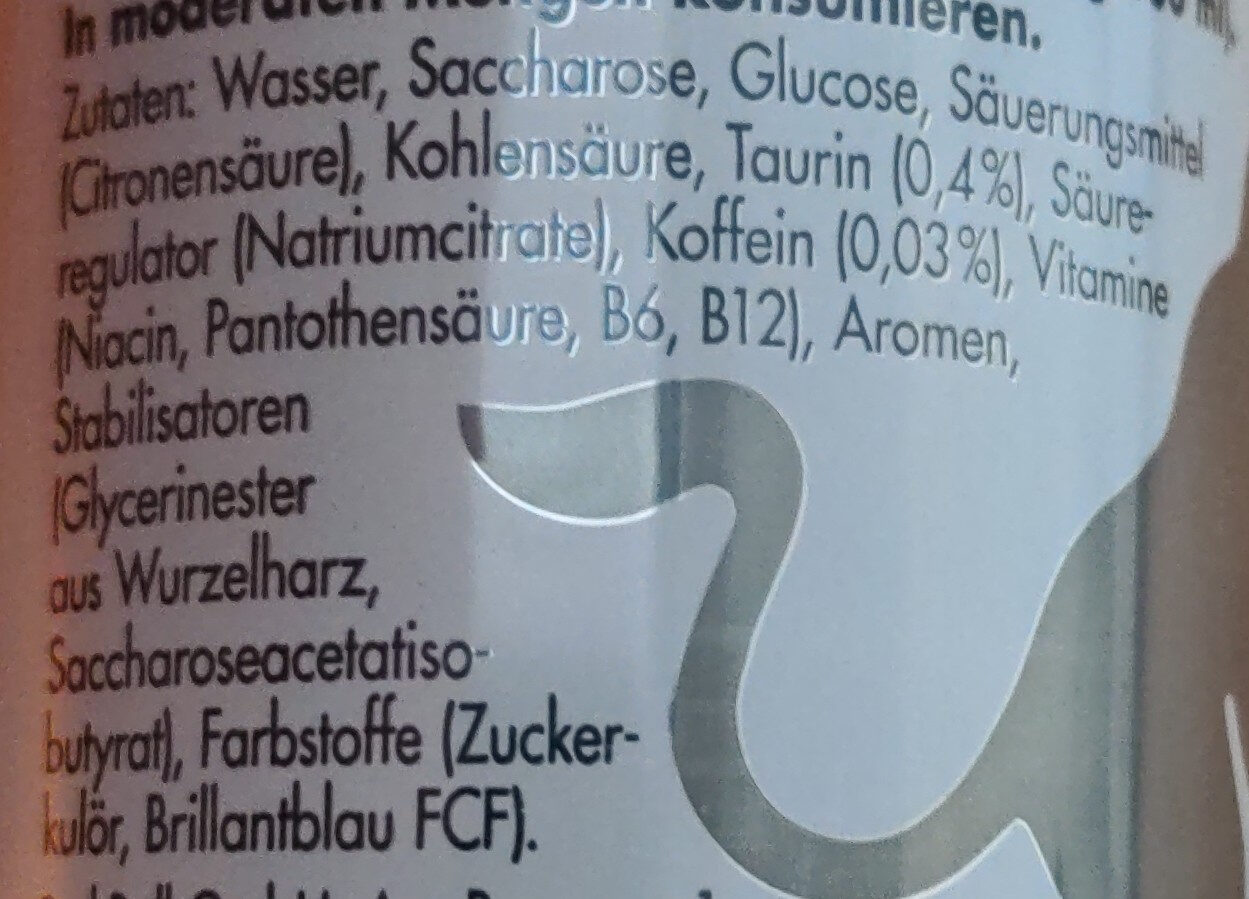 In moderaten Mengen konsumieren.
Zutaten: Wasser, Saccharose, Glucose, Säuerungsmittel
(Citronensäure), Kohlensäure, Taurin (0,4%), Säure-
regulator (Natriumcitrate), Koffein (0,03%), Vitamine
(Niacin, Pantothensäure, B6, B12), Aromen,
Stabilisatoren
(Glycerinester
aus Wurzelharz,
Saccharoseacetatiso-
butyrat), Farbstoffe (Zucker-
kulör, Brillantblau FCF).